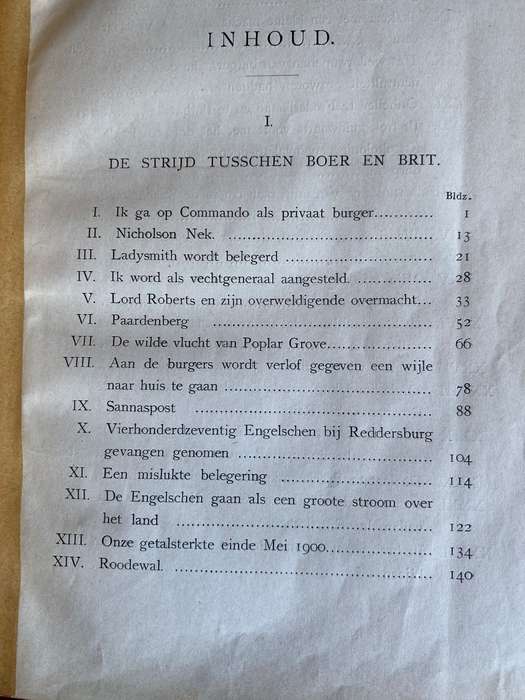 INHOUD.
I.
DE STRIJD TUSSCHEN BOER EN BRIT.
Bldz.
I. Ik ga op Commando als privaat burger............ 1
II. Nicholson Nek. ........................................ 13
III. Ladysmith wordt belegerd .............................. 21
IV. Ik word als vechtgeneraal aangesteld. ............... 28
V. Lord Roberts en zijn overweldigende overmacht... 33
VI. Paardenberg ........................................... 52
VII. De wilde vlucht van Poplar Grove..................... 66
VIII. Aan de burgers wordt verlof gegeven een wijle
naar huis te gaan ..................................... 78
IX. Sannaspost ............................................. 88
X. Vierhonderdzeventig Engelschen bij Reddersburg
gevangen genomen ..................................... 104
XI. Een mislukte belegering .............................. 114
XII. De Engelschen gaan als een groote stroom over
het land ............................................... 122
XIII. Onze getalsterkte einde Mei 1900..................... 134
XIV. Roodewal. .............................................. 140